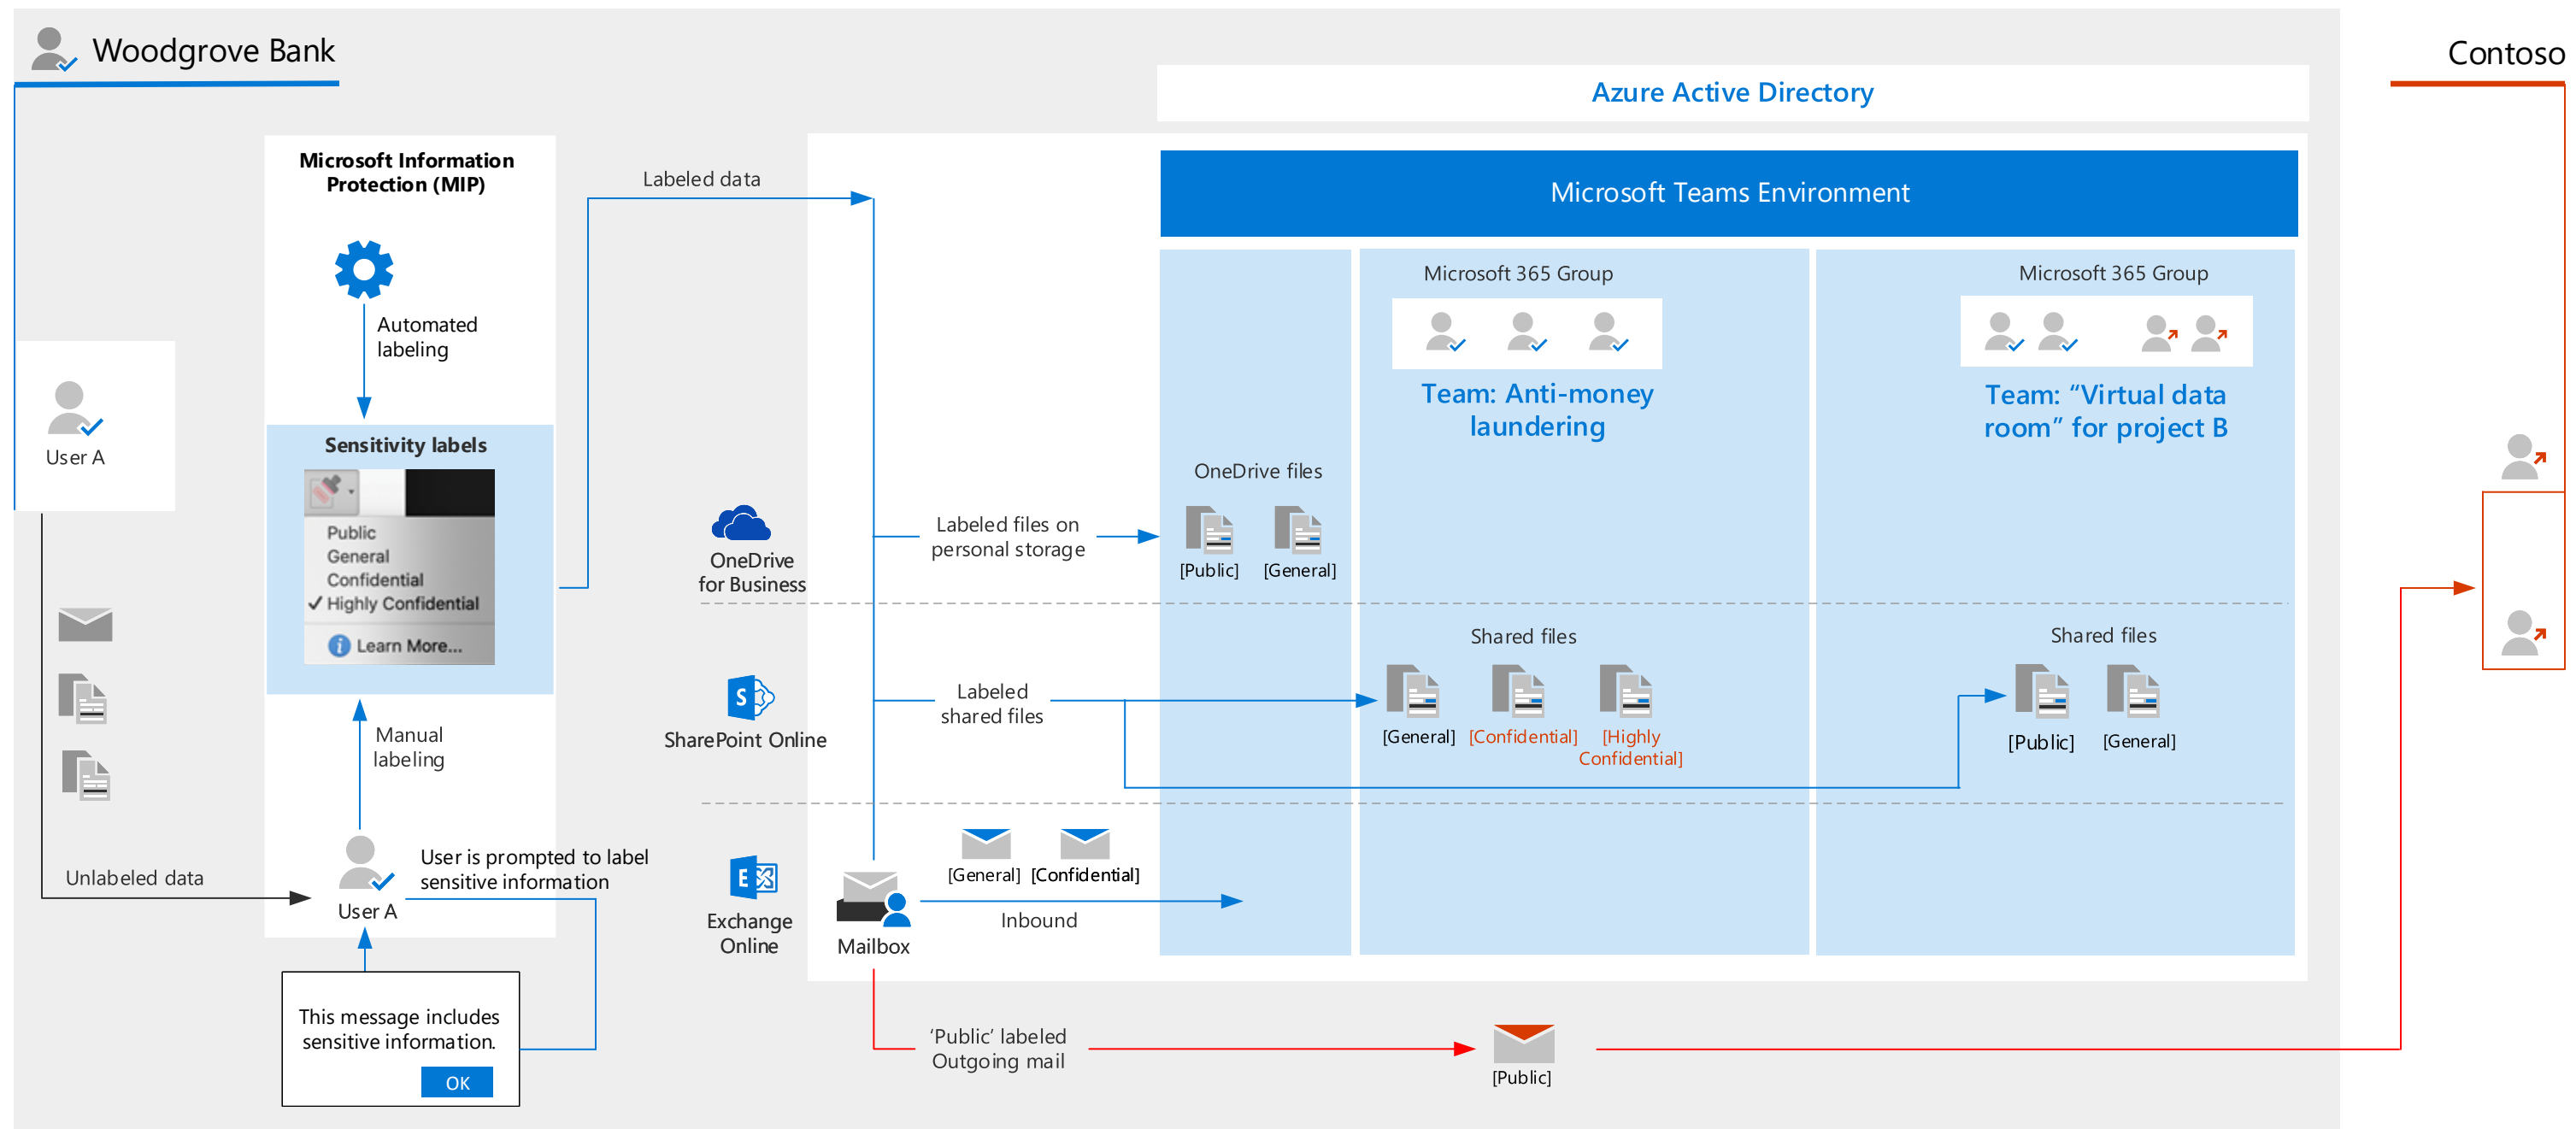 Woodgrove Bank
Contoso
Azure Active Directory
Microsoft Information
Protection (MIP)
Labeled data
Microsoft Teams Environment
Automated
labeling
Microsoft 365 Group
Microsoft 365 Group
Team: Anti-money
laundering
Team: “Virtual data
room” for project B
User A
Sensitivity labels
Public
General
Confidential
Highly Confidential
Learn More...
OneDrive files
OneDrive
for Business
Labeled files on
personal storage
[Public]
[General]
Shared files
Shared files
SharePoint Online
Labeled
shared files
[General]
[Confidential]
[Highly
Confidential]
[Public]
[General]
Manual
labeling
Unlabeled data
User A
User is prompted to label
sensitive information
Exchange
Online
Mailbox
[General]
[Confidential]
Inbound
This message includes
sensitive information.
OK
‘Public’ labeled
Outgoing mail
[Public]